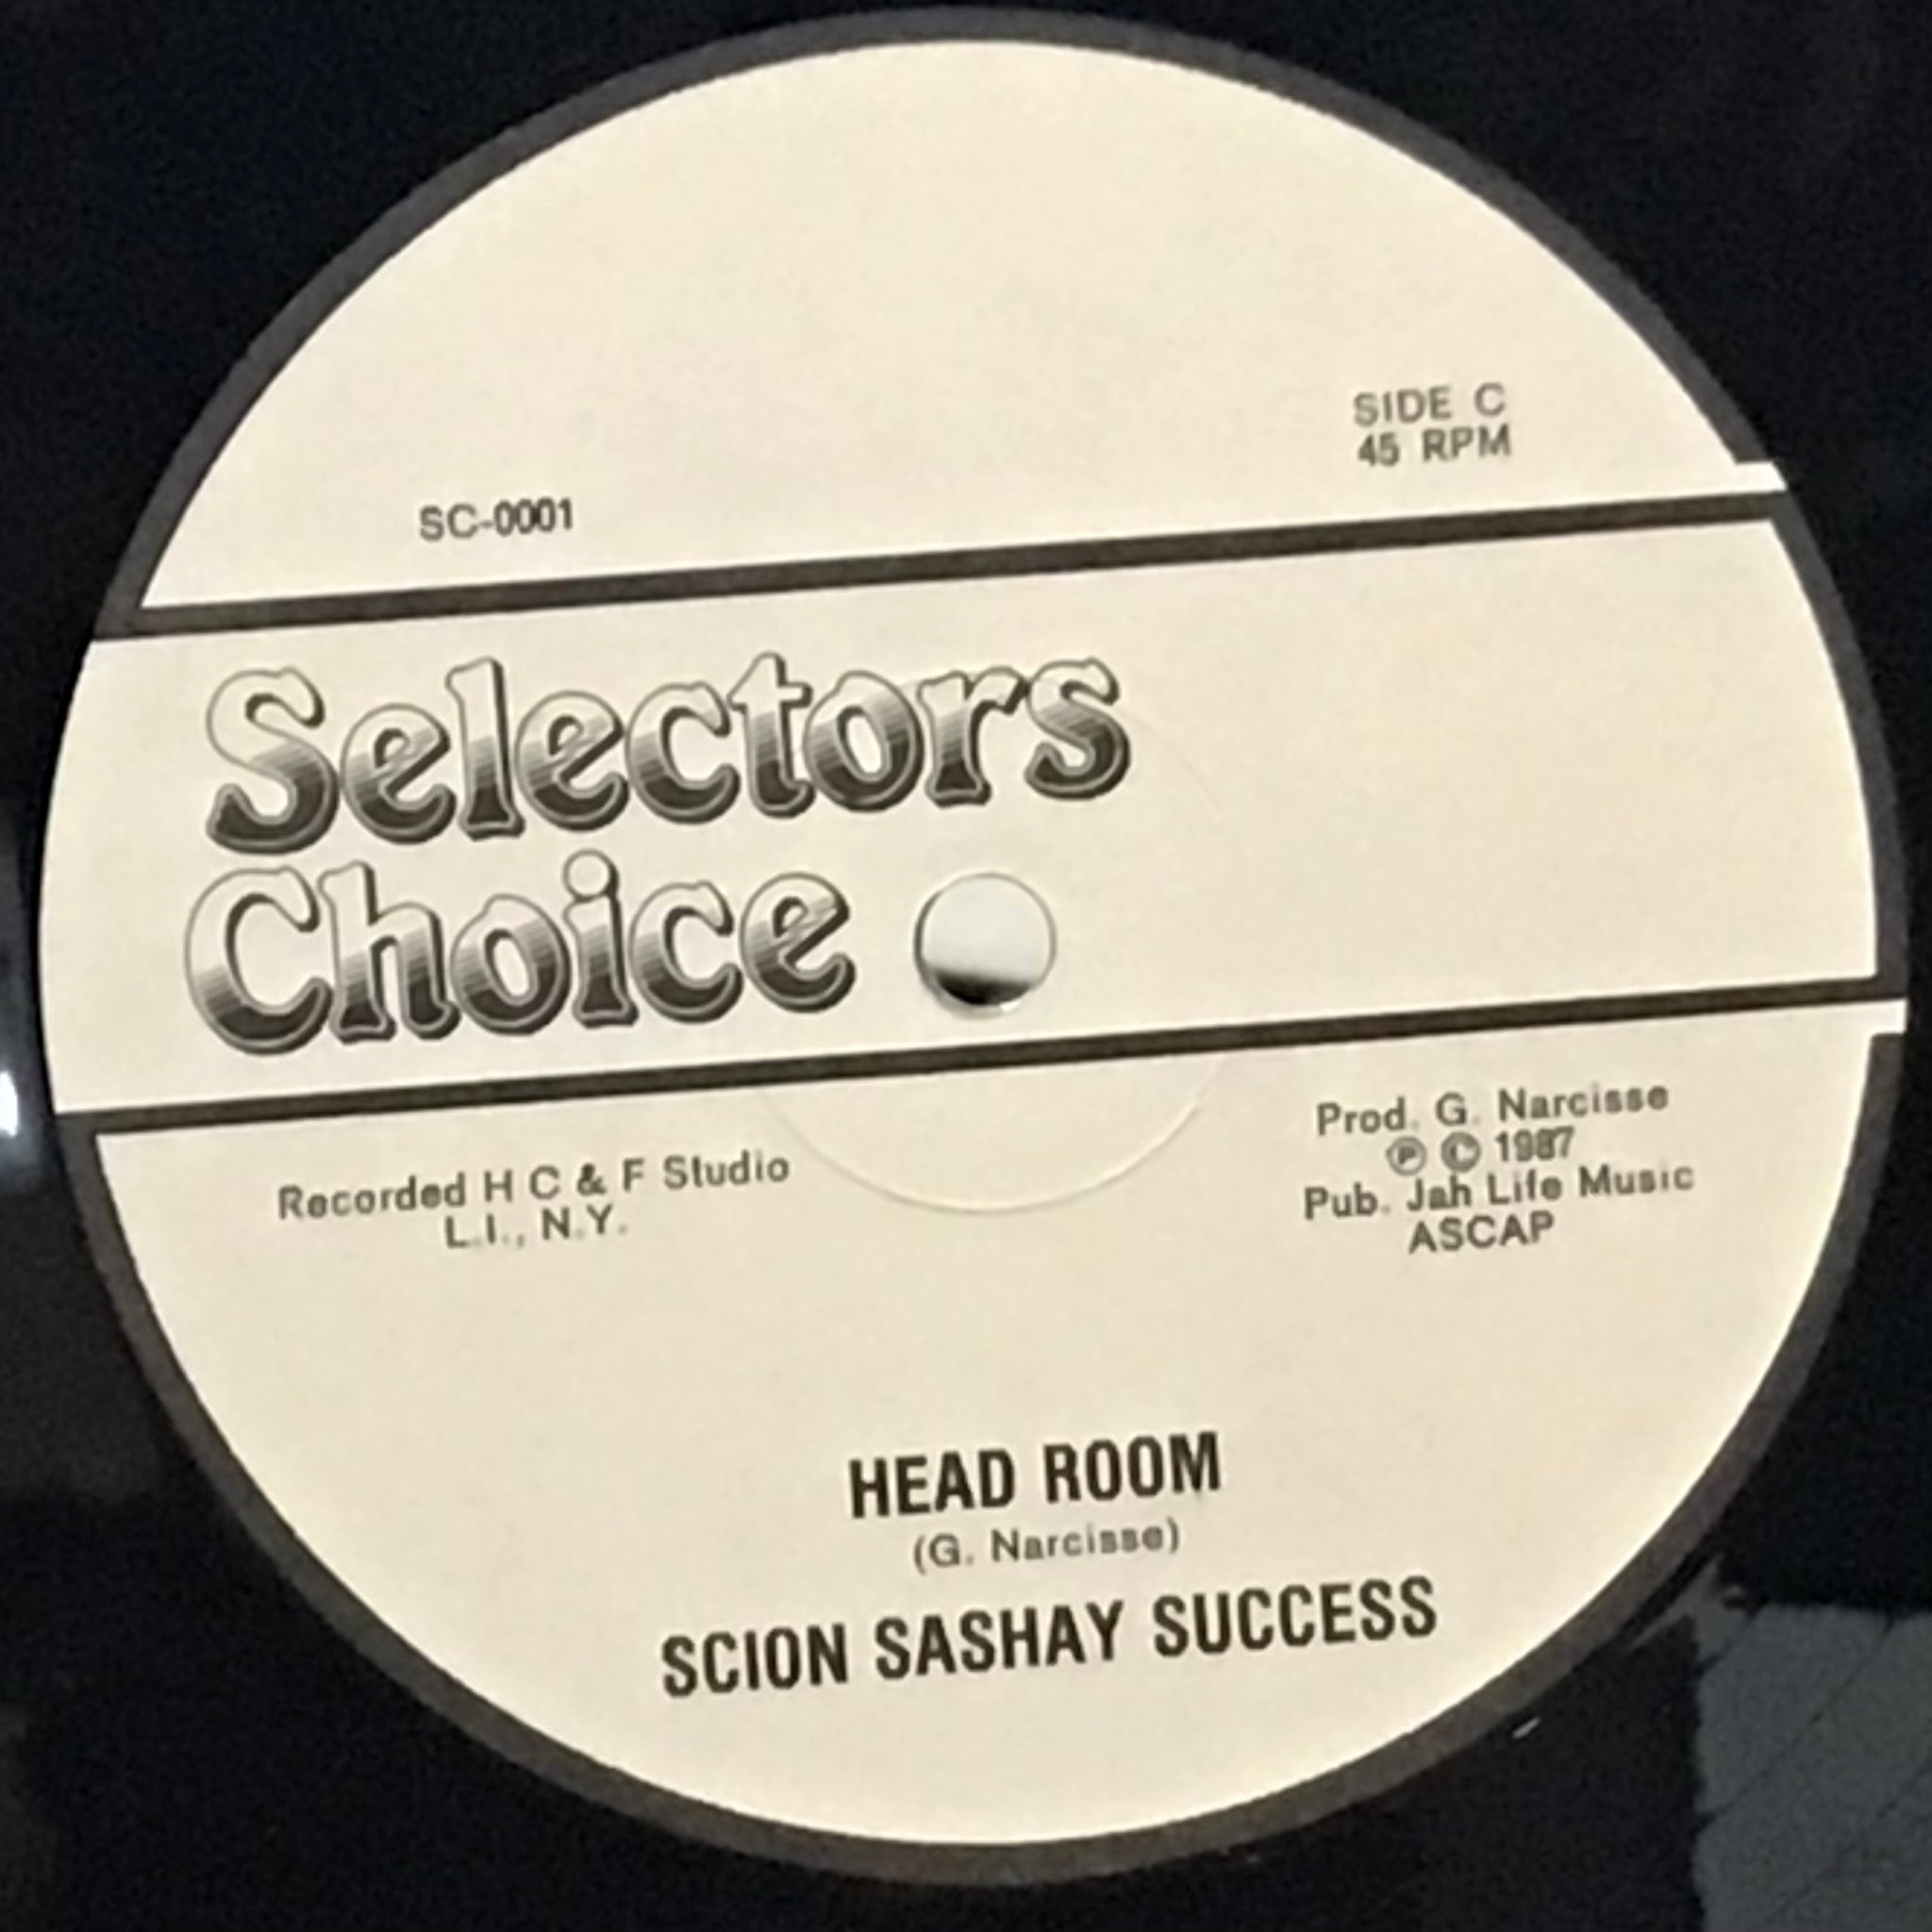 SIDE C
45 RPM
SC-0001
Selectors
Choice
Recorded H C & F Studio
L.I., N.Y.
Prod. G. Narcisse
℗ © 1987
Pub. Jah Life Music
ASCAP
HEAD ROOM
(G. Narcisse)
SCION SASHAY SUCCESS